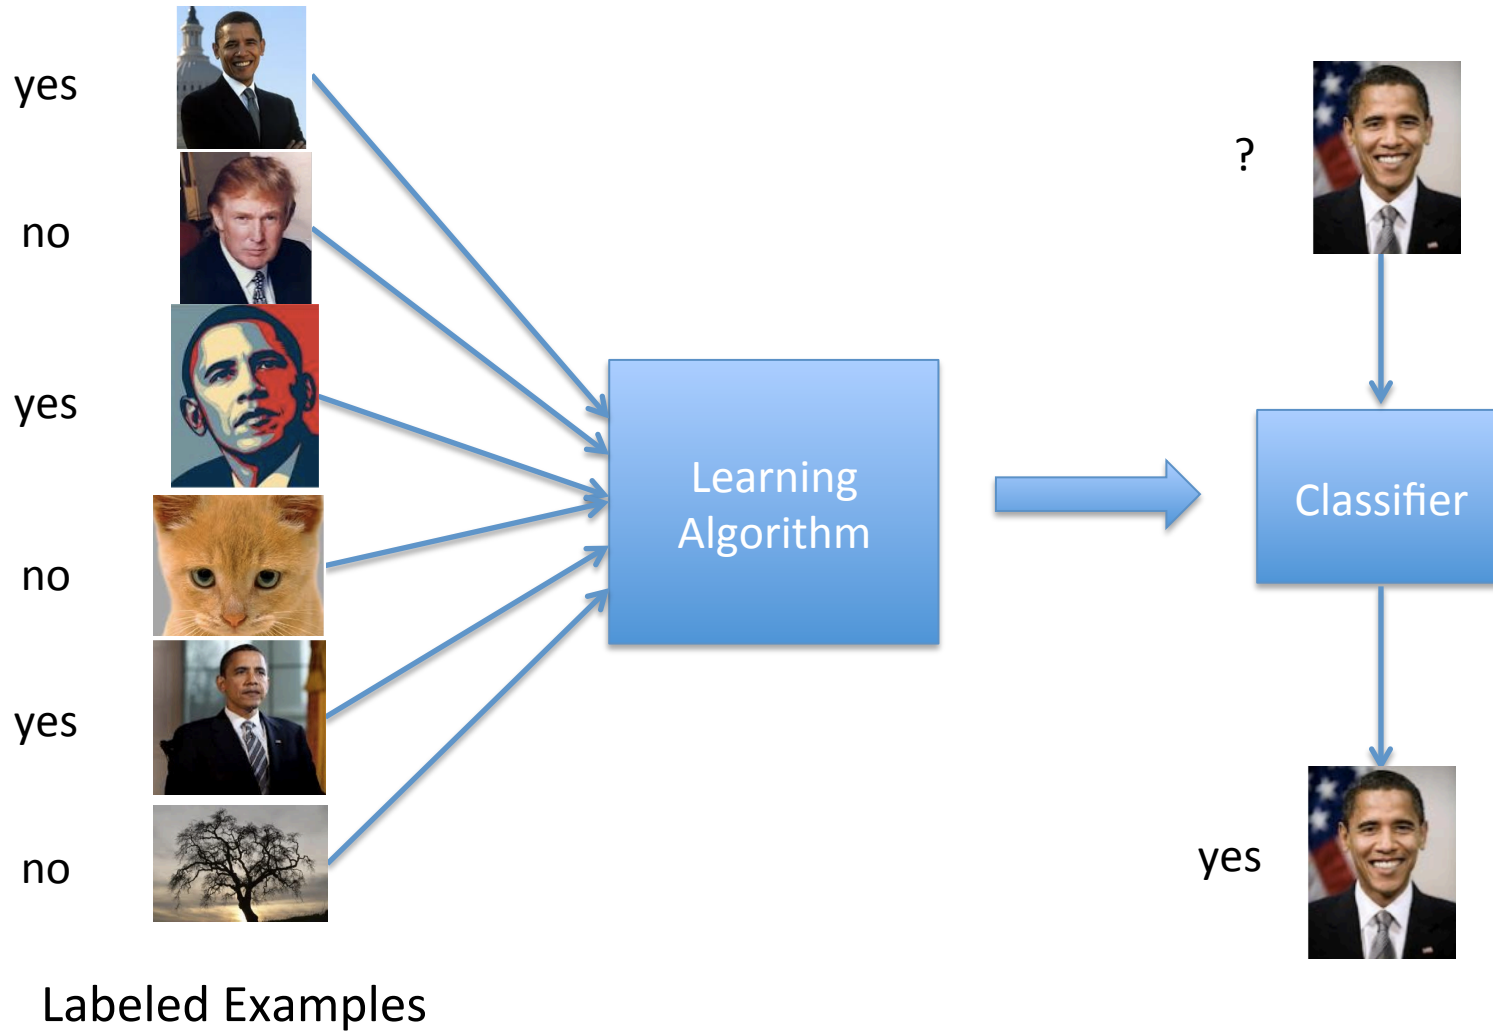 yes
no
yes
no
yes
no
Labeled Examples
Learning
Algorithm
?
Classifier
yes